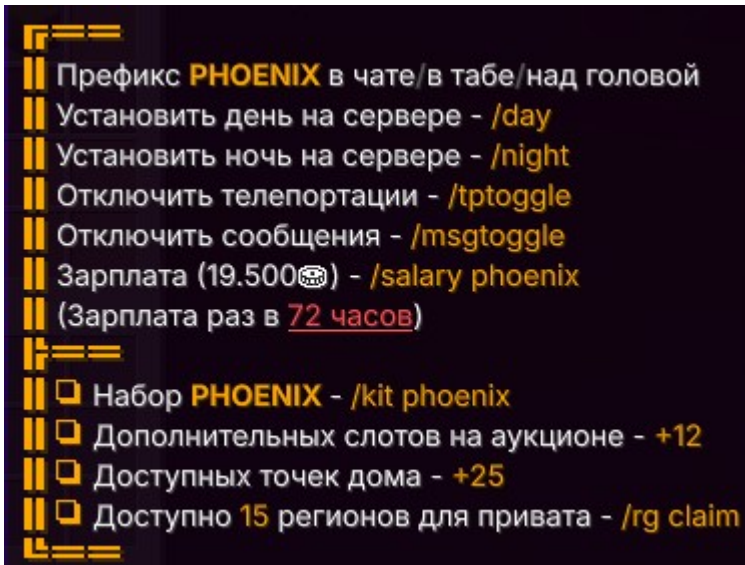 Префикс PHOENIX в чате/в табе/над головой
Установить день на сервере - /day
Установить ночь на сервере - /night
Отключить телепортации - /tptoggle
Отключить сообщения - /msgtoggle
Зарплата (19.500) - /salary phoenix
(Зарплата раз в 72 часов)
Набор PHOENIX - /kit phoenix
Дополнительных слотов на аукционе - +12
Доступных точек дома - +25
Доступно 15 регионов для привата - /rg claim